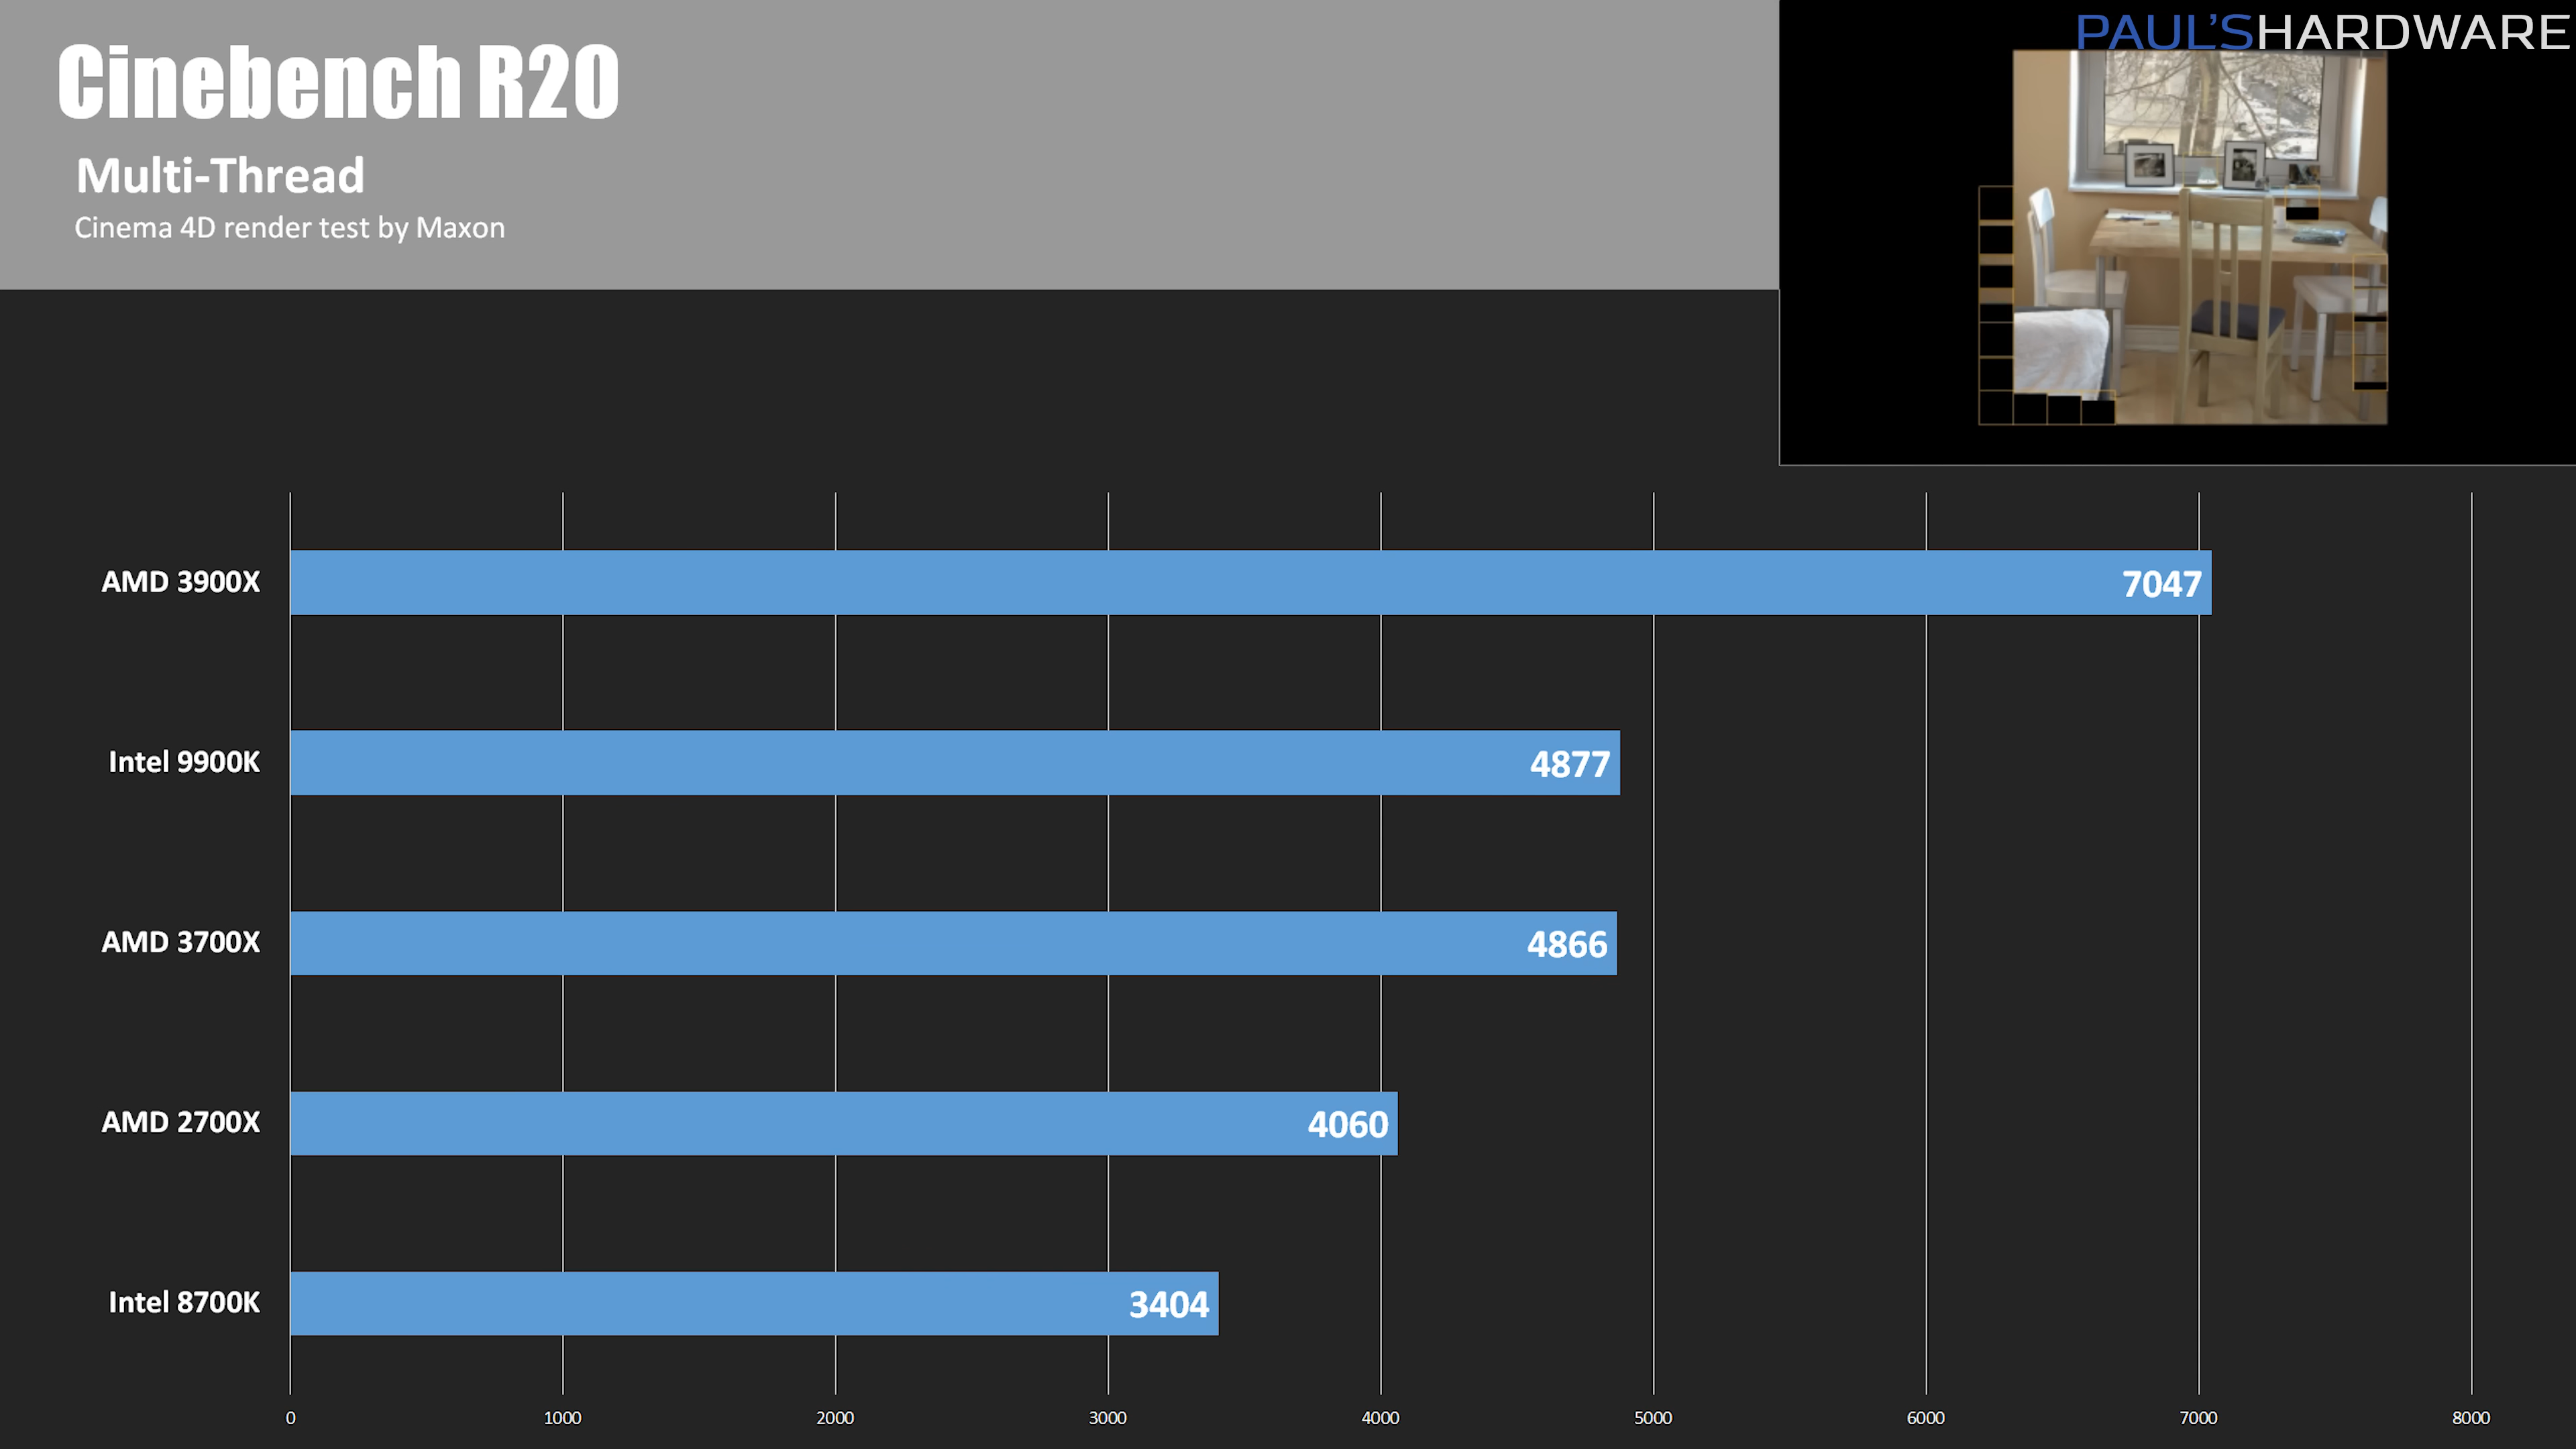 PAUL'SHARDWARE
Cinebench R20
Multi-Thread
Cinema 4D render test by Maxon
AMD 3900X 7047
Intel 9900K 4877
AMD 3700X 4866
AMD 2700X 4060
Intel 8700K 3404
0 1000 2000 3000 4000 5000 6000 7000 8000